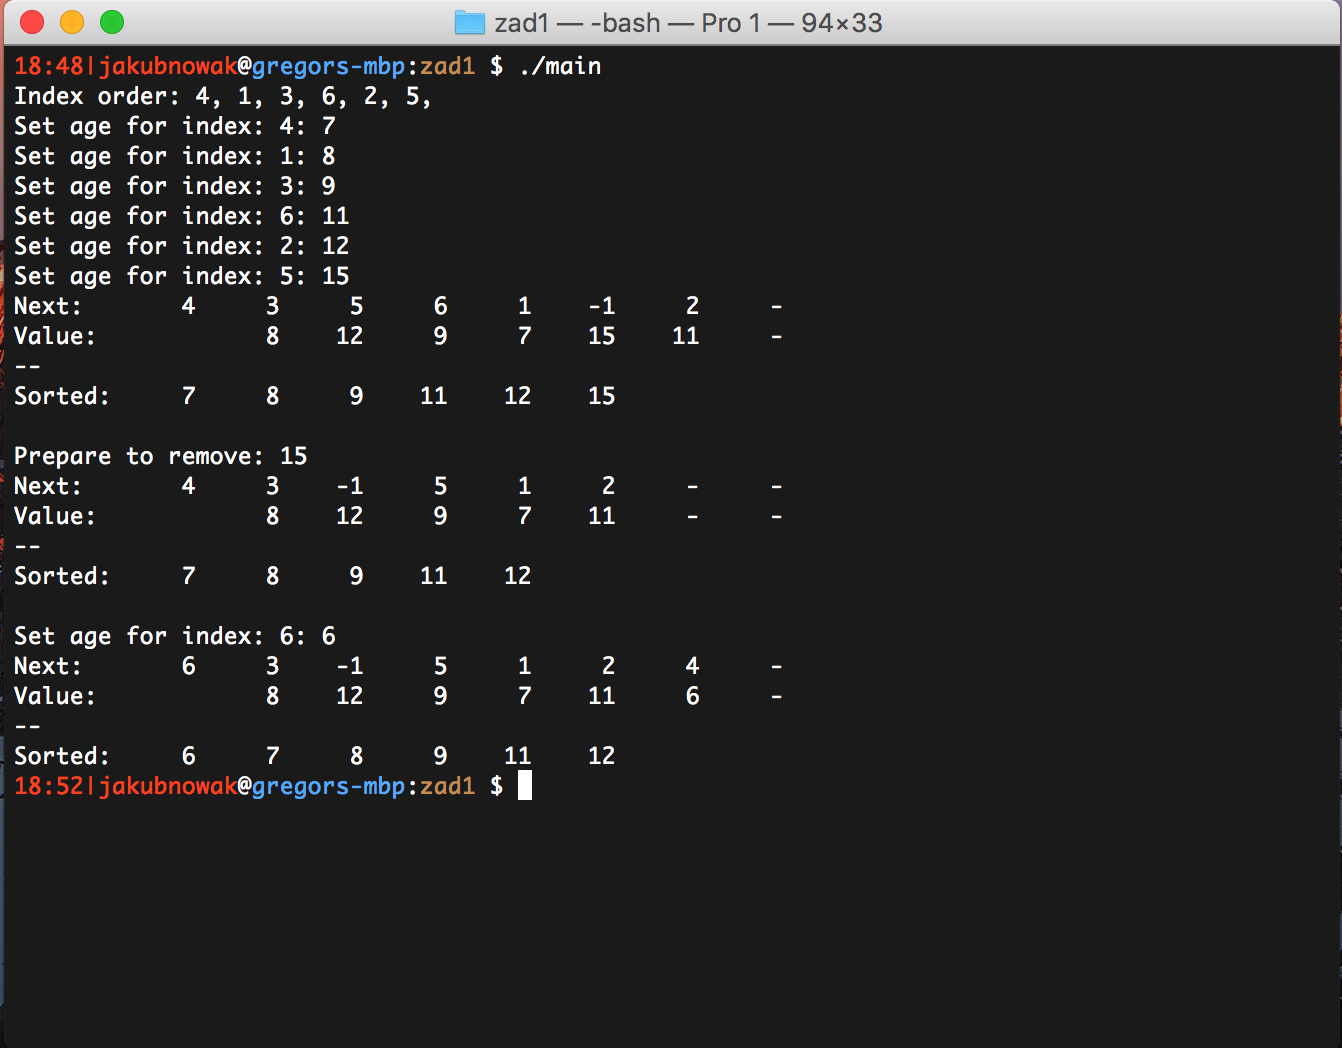 zad1 — -bash — Pro 1 — 94×33
18:48|jakubnowak@gregors-mbp:zad1 $ ./main
Index order: 4, 1, 3, 6, 2, 5,
Set age for index: 4: 7
Set age for index: 1: 8
Set age for index: 3: 9
Set age for index: 6: 11
Set age for index: 2: 12
Set age for index: 5: 15
Next:       4     3     5     6     1    -1     2     -
Value:            8    12     9     7    15    11     -
--
Sorted:     7     8     9    11    12    15
Prepare to remove: 15
Next:       4     3    -1     5     1     2     -     -
Value:            8    12     9     7    11     -     -
--
Sorted:     7     8     9    11    12
Set age for index: 6: 6
Next:       6     3    -1     5     1     2     4     -
Value:            8    12     9     7    11     6     -
--
Sorted:     6     7     8     9    11    12
18:52|jakubnowak@gregors-mbp:zad1 $